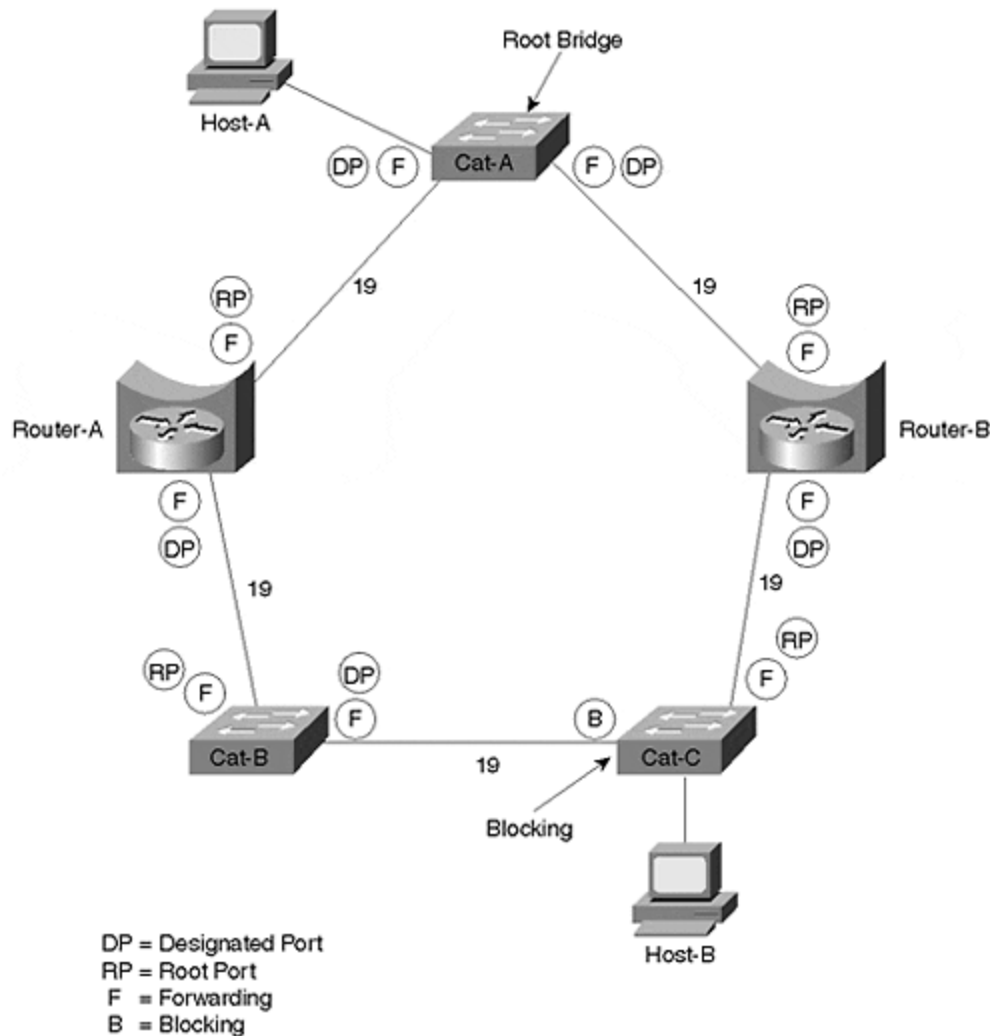 Root Bridge
Host-A
DP F
Cat-A
F DP
19
19
RP
F
RP
F
Router-A
Router-B
F
DP
F
DP
19
19
RP
F
DP
F
B
RP
F
Cat-B
19
Cat-C
Blocking
Host-B
DP = Designated Port
RP = Root Port
F = Forwarding
B = Blocking